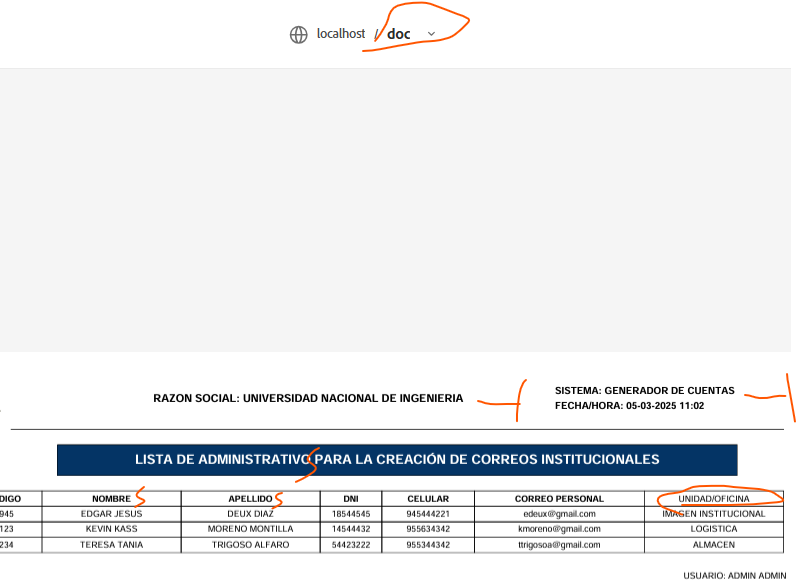 localhost / doc
RAZON SOCIAL: UNIVERSIDAD NACIONAL DE INGENIERIA
SISTEMA: GENERADOR DE CUENTAS
FECHA/HORA: 05-03-2025 11:02
LISTA DE ADMINISTRATIVO PARA LA CREACIÓN DE CORREOS INSTITUCIONALES
DIGO NOMBRE S APELLIDO S DNI CELULAR CORREO PERSONAL UNIDAD/OFICINA
945 EDGAR JESUS DEUX DIAZ 18544545 945444221 edeux@gmail.com IMAGEN INSTITUCIONAL
123 KEVIN KASS MORENO MONTILLA 14544432 955634342 kmoreno@gmail.com LOGISTICA
234 TERESA TANIA TRIGOSO ALFARO 54423222 955344342 ttrigosoa@gmail.com ALMACEN
USUARIO: ADMIN ADMIN